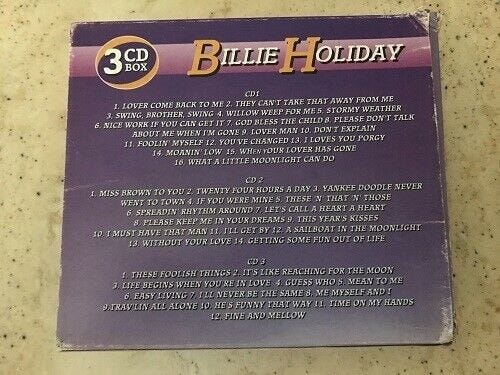 3 CD BOX
BILLIE HOLIDAY
CD1
1. LOVER COME BACK TO ME 2. THEY CAN'T TAKE THAT AWAY FROM ME
3. SWING, BROTHER, SWING 4. WILLOW WEEP FOR ME 5. STORMY WEATHER
6. NICE WORK IF YOU CAN GET IT 7. GOD BLESS THE CHILD 8. PLEASE DON'T TALK
ABOUT ME WHEN I'M GONE 9. LOVER MAN 10. DON'T EXPLAIN
11. FOOLIN' MYSELF 12. YOU'VE CHANGED 13. I LOVES YOU PORGY
14. MOANIN' LOW 15. WHEN YOUR LOVER HAS GONE
16. WHAT A LITTLE MOONLIGHT CAN DO
CD 2
1. MISS BROWN TO YOU 2. TWENTY FOUR HOURS A DAY 3. YANKEE DOODLE NEVER
WENT TO TOWN 4. IF YOU WERE MINE 5. THESE 'N' THAT 'N' THOSE
6. SPREADIN' RHYTHM AROUND 7. LET'S CALL A HEART A HEART
8. PLEASE KEEP ME IN YOUR DREAMS 9. THIS YEAR'S KISSES
10. I MUST HAVE THAT MAN 11. I'LL GET BY 12. A SAILBOAT IN THE MOONLIGHT
13. WITHOUT YOUR LOVE 14. GETTING SOME FUN OUT OF LIFE
CD 3
1. THESE FOOLISH THINGS 2. IT'S LIKE REACHING FOR THE MOON
3. LIFE BEGINS WHEN YOU'RE IN LOVE 4. GUESS WHO 5. MEAN TO ME
6. EASY LIVING 7. I'LL NEVER BE THE SAME 8. ME MYSELF AND I
9. TRAV'LIN ALL ALONE 10. HE'S FUNNY THAT WAY 11. TIME ON MY HANDS
12. FINE AND MELLOW